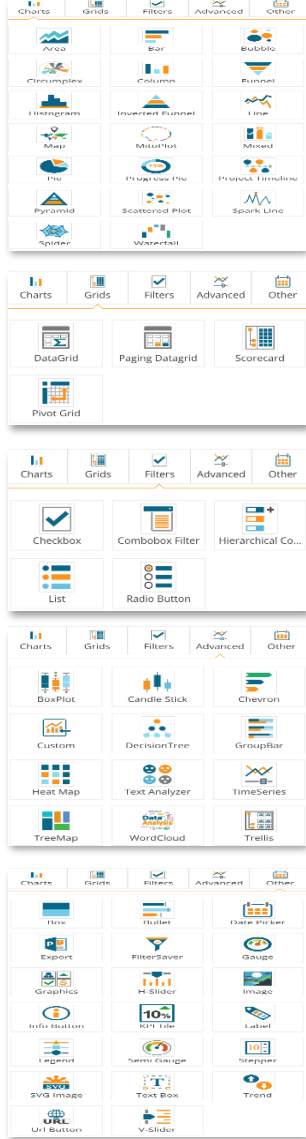 Charts Grids Filters Advanced Other
Area Bar Bubble
Circumplex Column Funnel
Histogram Inverted Funnel Line
Map MitoPlot Mixed
Pie Progress Pie Project Timeline
Pyramid Scattered Plot Spark Line
Spider Waterfall
Charts Grids Filters Advanced Other
DataGrid Paging Datagrid Scorecard
Pivot Grid
Charts Grids Filters Advanced Other
Checkbox Combobox Filter Hierarchical Co...
List Radio Button
Charts Grids Filters Advanced Other
BoxPlot Candle Stick Chevron
Custom DecisionTree GroupBar
Heat Map Text Analyzer TimeSeries
Data
Analysis
TreeMap WordCloud Trellis
Charts Grids Filters Advanced Other
Box Bullet Date Picker
Export FilterSaver Gauge
Graphics H-Slider Image
10%
Info Button KPI Tile Label
10
Legend Semi Gauge Stepper
SVG T
SVG Image Text Box Trend
URL
Url Button V-Slider